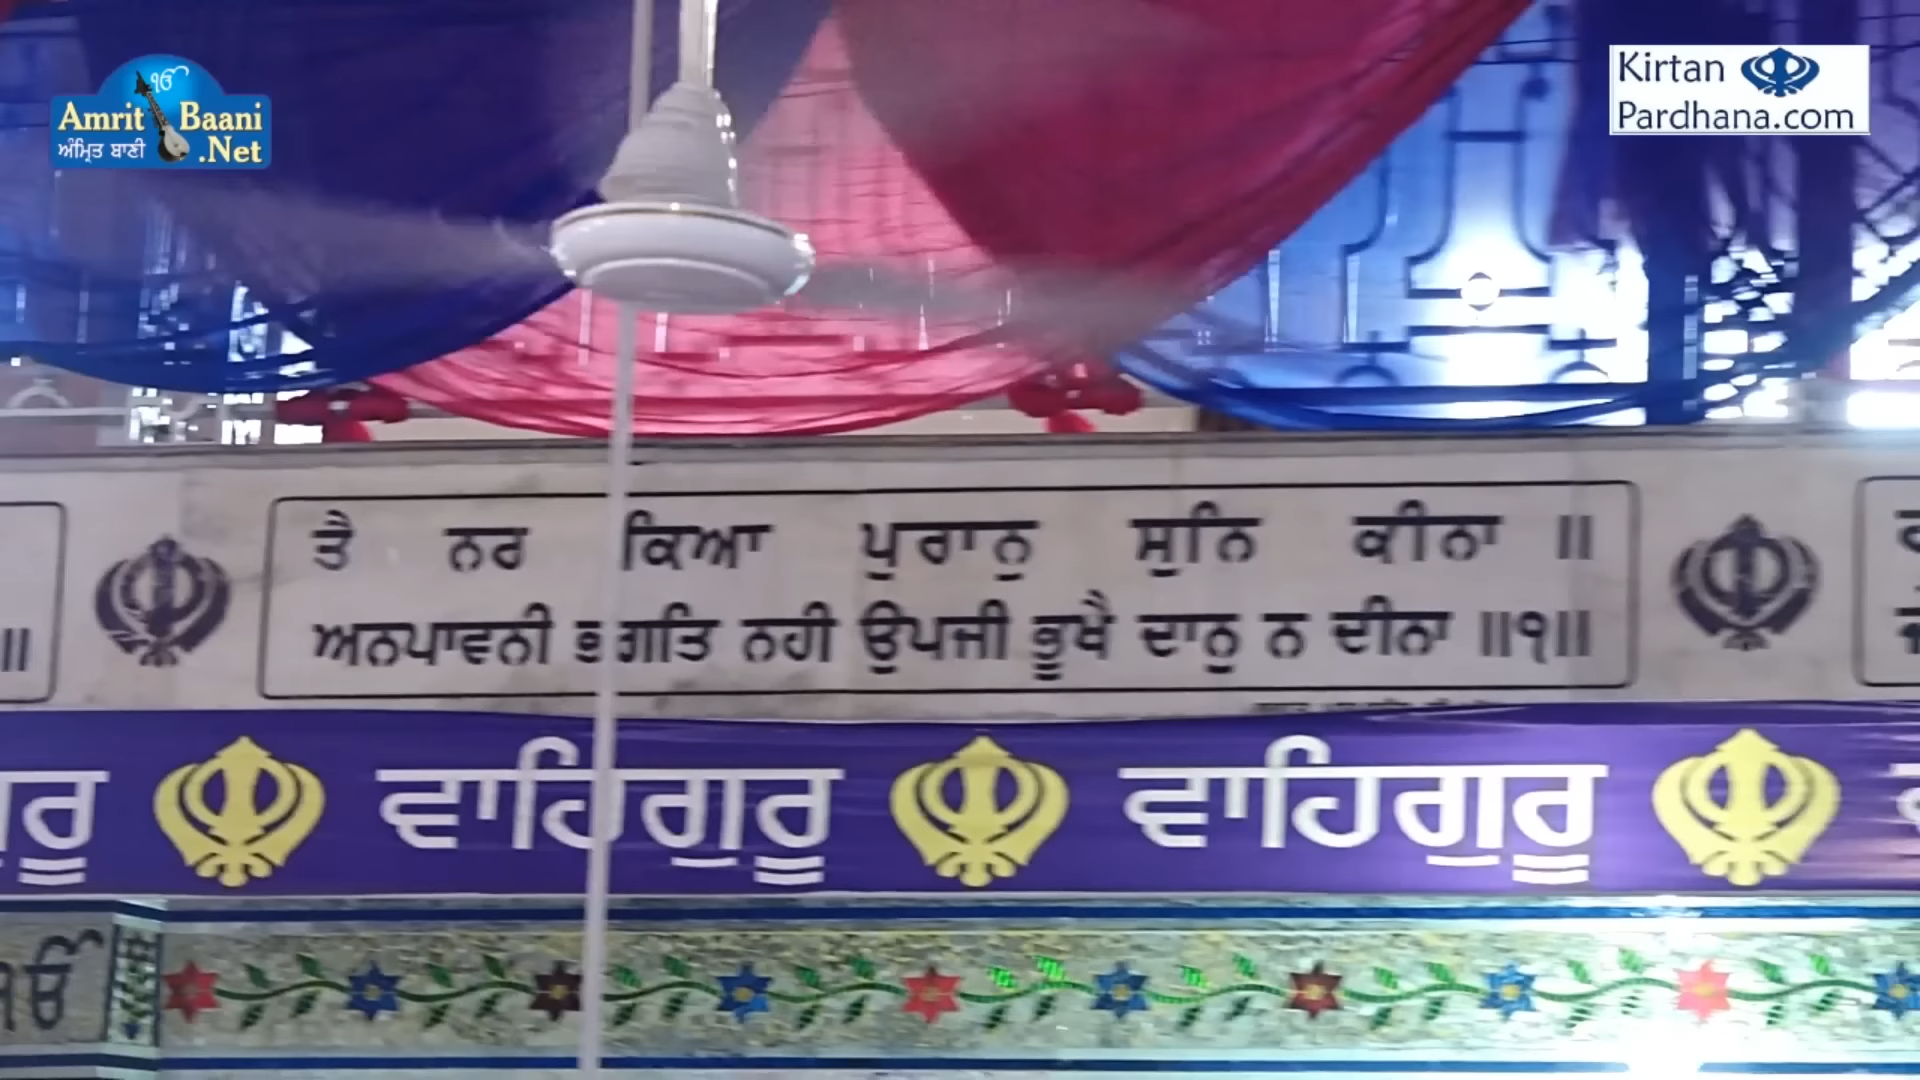 ੴ
Amrit Baani
ਅੰਮ੍ਰਿਤ ਬਾਣੀ .Net
Kirtan
Pardhana.com
ਤੈ ਨਰ ਕਿਆ ਪੁਰਾਨੁ ਸੁਨਿ ਕੀਨਾ ॥
ਅਨਪਾਵਨੀ ਭਗਤਿ ਨਹੀ ਉਪਜੀ ਭੂਖੈ ਦਾਨੁ ਨ ਦੀਨਾ ॥੧॥
ਵਾਹਿਗੁਰੂ ਵਾਹਿਗੁਰੂ